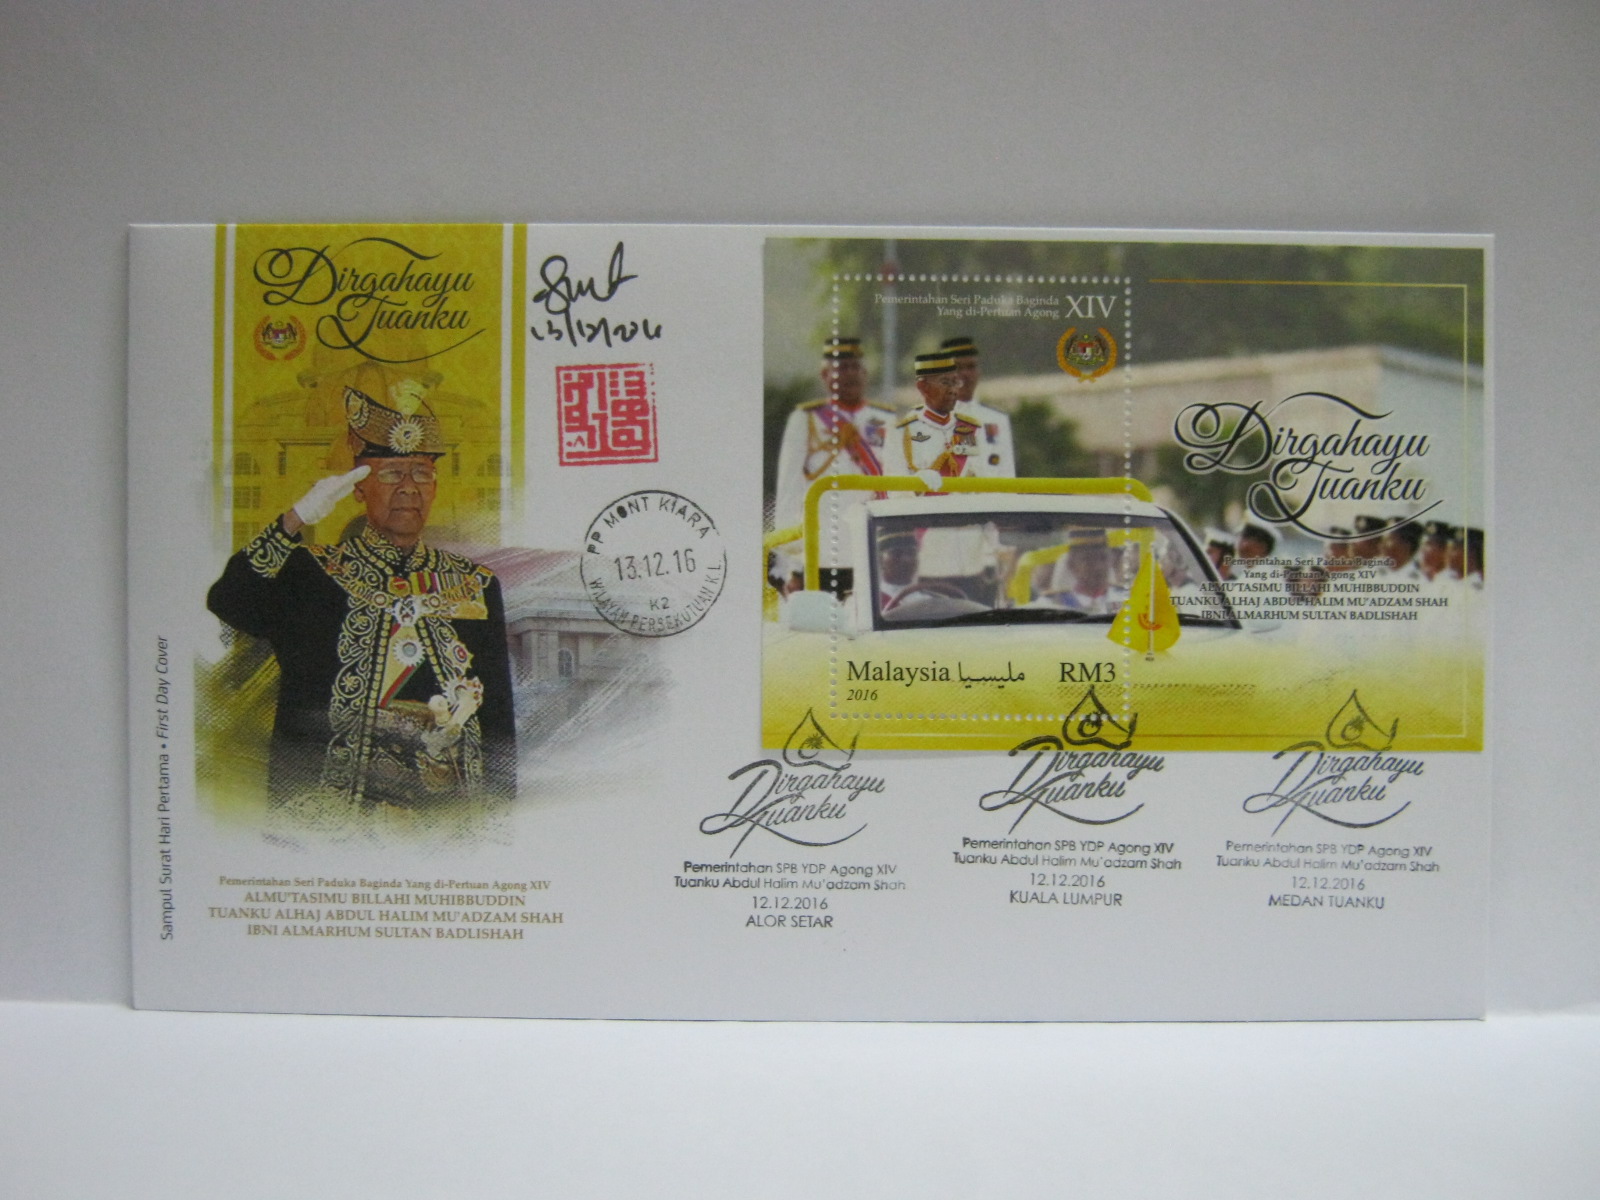 Dirgahayu
Tuanku
13/12/2016
PP MONT KIARA
13.12.16
K2
WILAYAH PERSEKUTUAN K.L.
Sampul Surat Hari Pertama • First Day Cover
Pemerintahan Seri Paduka Baginda Yang di-Pertuan Agong XIV
ALMU'TASIMU BILLAHI MUHIBBUDDIN
TUANKU ALHAJ ABDUL HALIM MU'ADZAM SHAH
IBNI ALMARHUM SULTAN BADLISHAH
Pemerintahan Seri Paduka Baginda
Yang di-Pertuan Agong XIV
Dirgahayu
Tuanku
Pemerintahan Seri Paduka Baginda
Yang di-Pertuan Agong XIV
ALMU'TASIMU BILLAHI MUHIBBUDDIN
TUANKU ALHAJ ABDUL HALIM MU'ADZAM SHAH
IBNI ALMARHUM SULTAN BADLISHAH
Malaysia مليسيا RM3
2016
Dirgahayu
Tuanku
Pemerintahan SPB YDP Agong XIV
Tuanku Abdul Halim Mu'adzam Shah
12.12.2016
ALOR SETAR
Dirgahayu
Tuanku
Pemerintahan SPB YDP Agong XIV
Tuanku Abdul Halim Mu'adzam Shah
12.12.2016
KUALA LUMPUR
Dirgahayu
Tuanku
Pemerintahan SPB YDP Agong XIV
Tuanku Abdul Halim Mu'adzam Shah
12.12.2016
MEDAN TUANKU